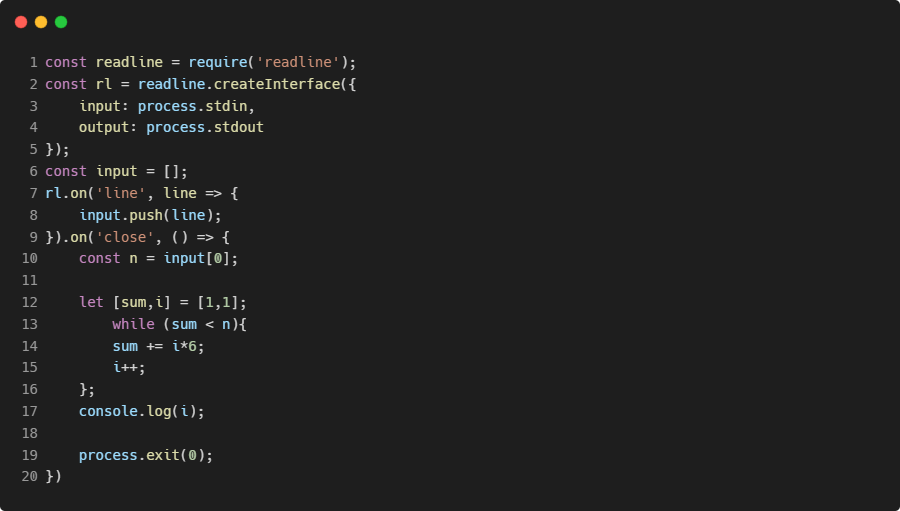 1 const readline = require('readline');
2 const rl = readline.createInterface({
3     input: process.stdin,
4     output: process.stdout
5 });
6 const input = [];
7 rl.on('line', line => {
8     input.push(line);
9 }).on('close', () => {
10     const n = input[0];
11
12     let [sum,i] = [1,1];
13         while (sum < n){
14         sum += i*6;
15         i++;
16     };
17     console.log(i);
18
19     process.exit(0);
20 })